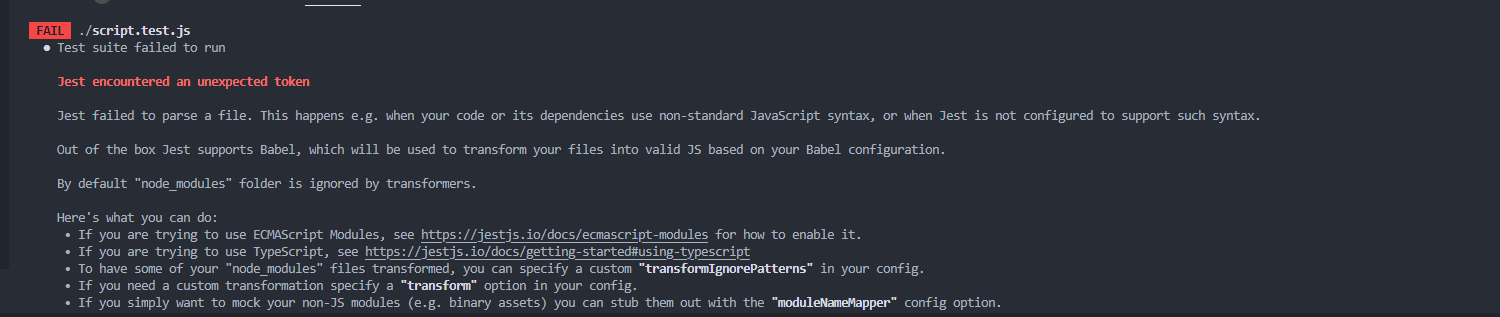 FAIL ./script.test.js
● Test suite failed to run
Jest encountered an unexpected token
Jest failed to parse a file. This happens e.g. when your code or its dependencies use non-standard JavaScript syntax, or when Jest is not configured to support such syntax.
Out of the box Jest supports Babel, which will be used to transform your files into valid JS based on your Babel configuration.
By default "node_modules" folder is ignored by transformers.
Here's what you can do:
• If you are trying to use ECMAScript Modules, see https://jestjs.io/docs/ecmascript-modules for how to enable it.
• If you are trying to use TypeScript, see https://jestjs.io/docs/getting-started#using-typescript
• To have some of your "node_modules" files transformed, you can specify a custom "transformIgnorePatterns" in your config.
• If you need a custom transformation specify a "transform" option in your config.
• If you simply want to mock your non-JS modules (e.g. binary assets) you can stub them out with the "moduleNameMapper" config option.